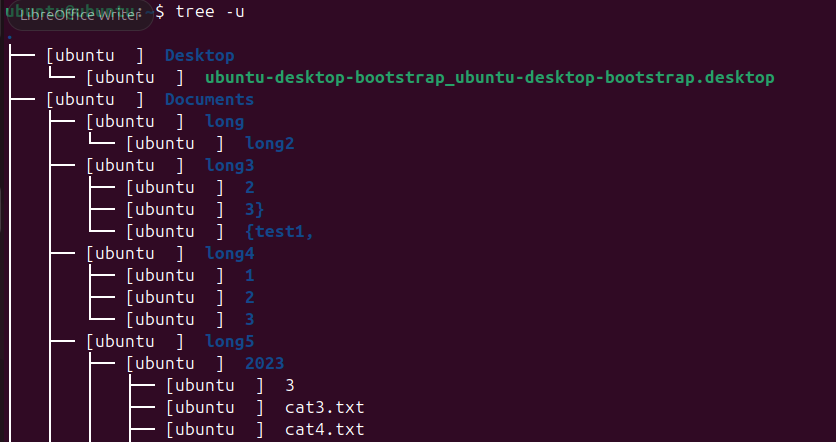 ubuntu@ubuntu:~$ tree -u
LibreOffice Writer
.
├── [ubuntu  ]  Desktop
│   └── [ubuntu  ]  ubuntu-desktop-bootstrap_ubuntu-desktop-bootstrap.desktop
├── [ubuntu  ]  Documents
│   ├── [ubuntu  ]  long
│   │   └── [ubuntu  ]  long2
│   ├── [ubuntu  ]  long3
│   │   ├── [ubuntu  ]  2
│   │   ├── [ubuntu  ]  3}
│   │   └── [ubuntu  ]  {test1,
│   ├── [ubuntu  ]  long4
│   │   ├── [ubuntu  ]  1
│   │   ├── [ubuntu  ]  2
│   │   └── [ubuntu  ]  3
│   ├── [ubuntu  ]  long5
│   │   ├── [ubuntu  ]  2023
│   │   │   ├── [ubuntu  ]  3
│   │   │   ├── [ubuntu  ]  cat3.txt
│   │   │   ├── [ubuntu  ]  cat4.txt